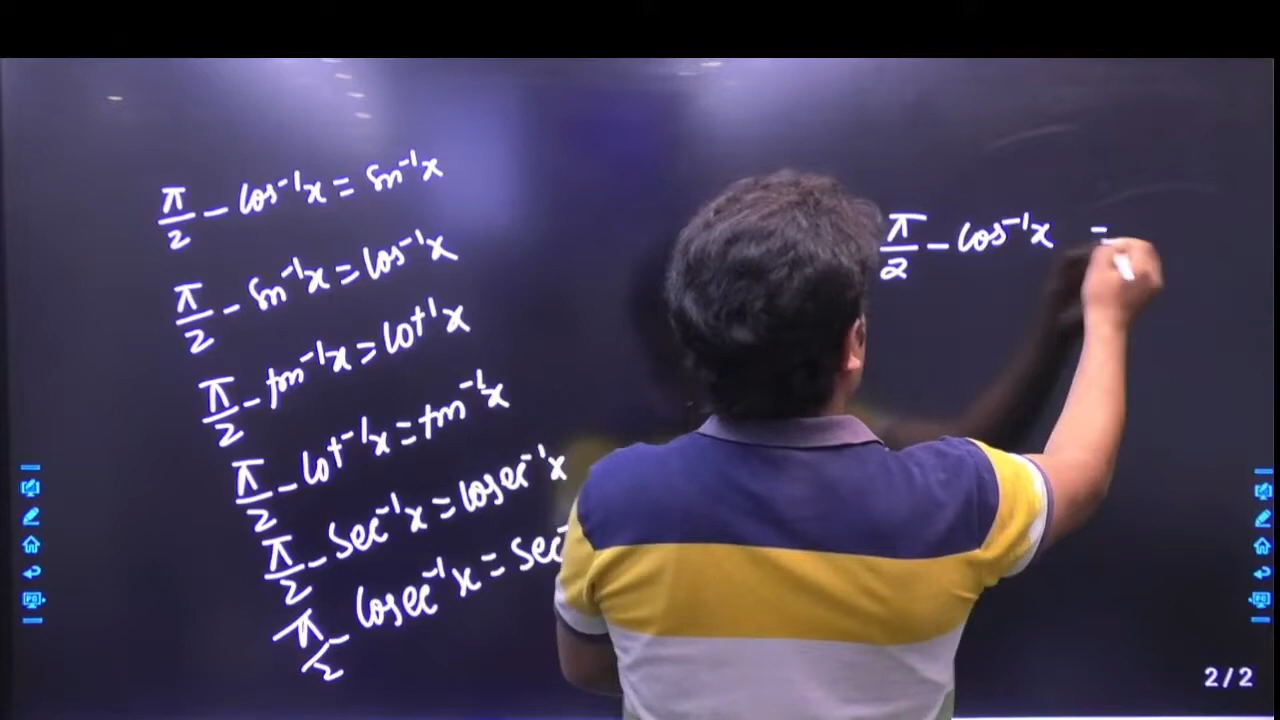 π/2 - cos⁻¹x = sin⁻¹x
π/2 - sin⁻¹x = cos⁻¹x
π/2 - tan⁻¹x = cot⁻¹x
π/2 - cot⁻¹x = tan⁻¹x
π/2 - sec⁻¹x = cosec⁻¹x
π/2 - cosec⁻¹x = sec⁻
π/2 - cos⁻¹x =
2/2